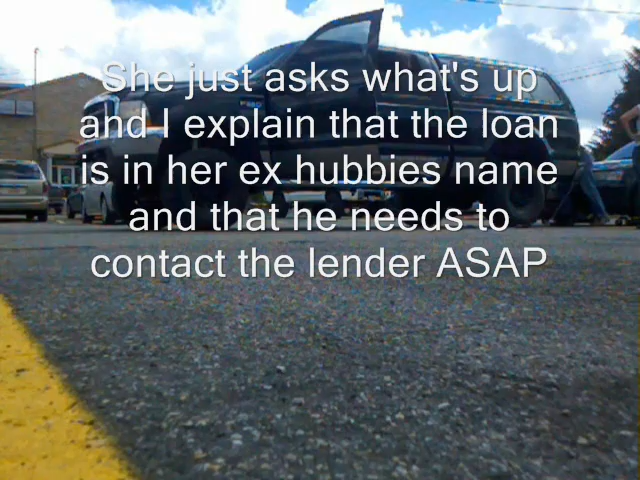 She just asks what's up
and I explain that the loan
is in her ex hubbies name
and that he needs to
contact the lender ASAP